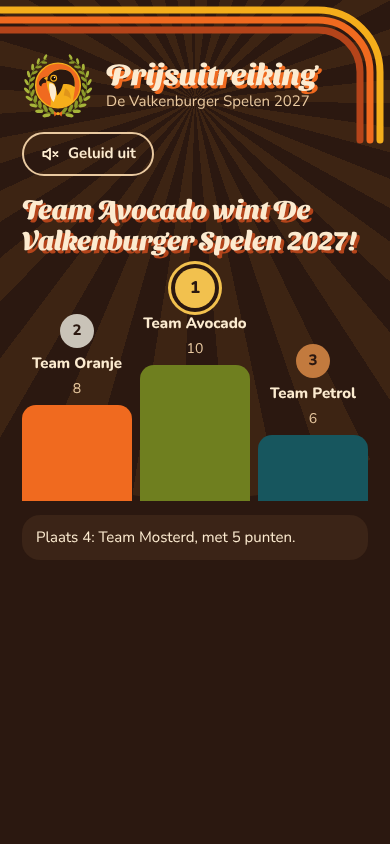 Prijsuitreiking
De Valkenburger Spelen 2027
Geluid uit
Team Avocado wint De
Valkenburger Spelen 2027!
1
2
Team Avocado
10
3
Team Oranje
8
Team Petrol
6
Plaats 4: Team Mosterd, met 5 punten.